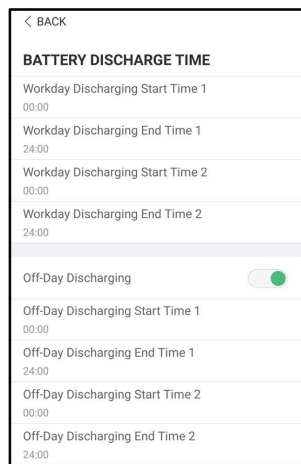 < BACK
BATTERY DISCHARGE TIME
Workday Discharging Start Time 1
00:00
Workday Discharging End Time 1
24:00
Workday Discharging Start Time 2
00:00
Workday Discharging End Time 2
24:00
Off-Day Discharging
Off-Day Discharging Start Time 1
00:00
Off-Day Discharging End Time 1
24:00
Off-Day Discharging Start Time 2
00:00
Off-Day Discharging End Time 2
24:00